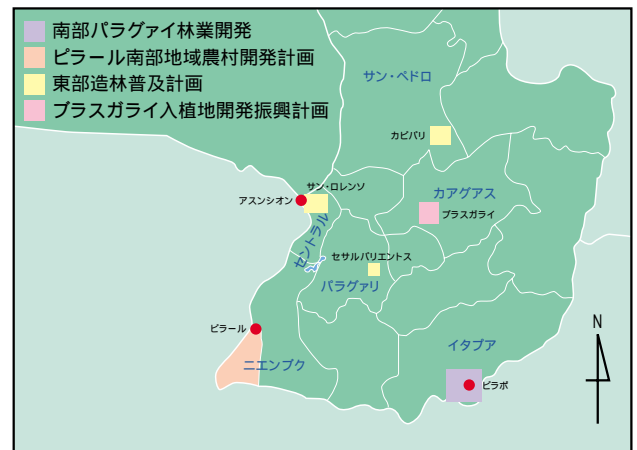 南部パラグァイ林業開発
ピラール南部地域農村開発計画
東部造林普及計画
ブラスガライ入植地開発振興計画
サン・ペドロ
カピバリ
サン・ロレンソ
アスンシオン
カアグアス
ブラスガライ
セントラル
セサルバリエントス
パラグァリ
ピラール
N
イタプア
ニエンブク
ピラポ